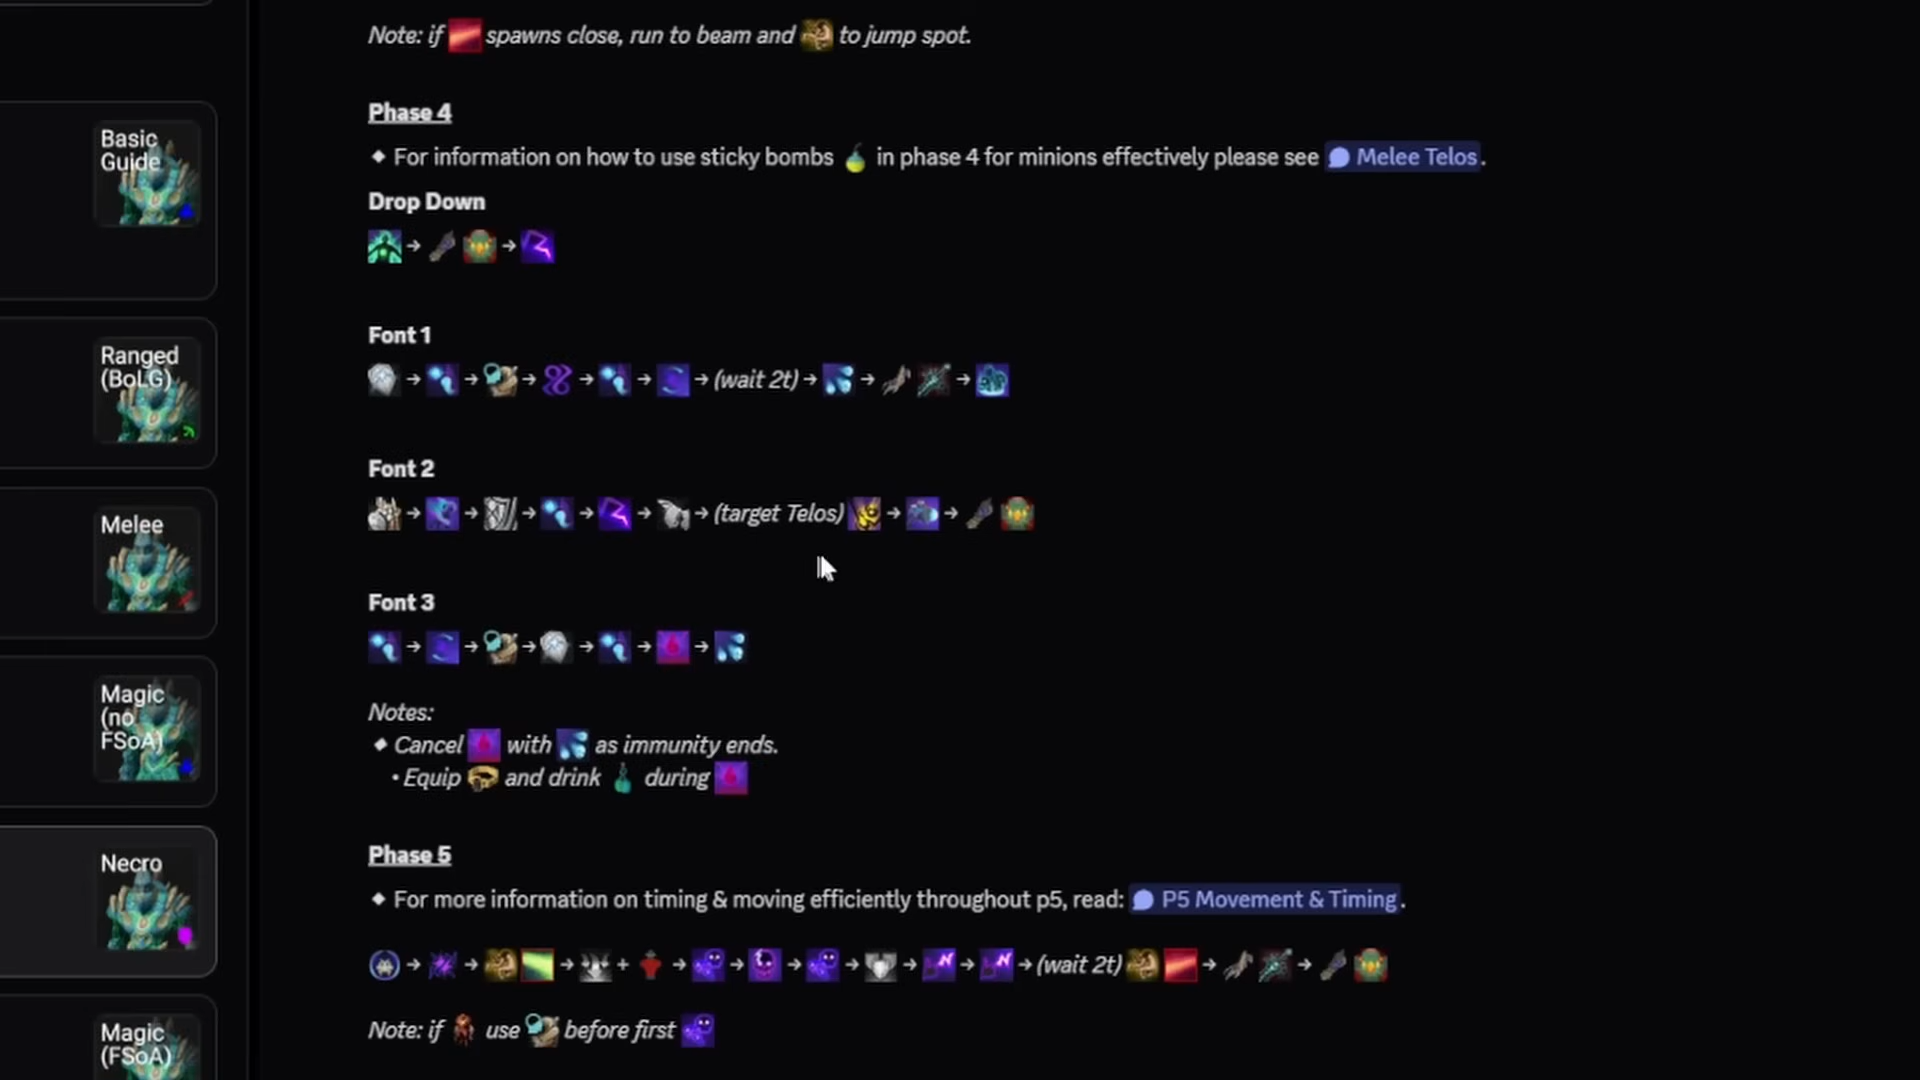 Note: if spawns close, run to beam and to jump spot.
Phase 4
For information on how to use sticky bombs in phase 4 for minions effectively please see Melee Telos.
Drop Down
→ →
Font 1
→ → → → → → (wait 2t) → → →
Font 2
→ → → → → → (target Telos) → →
Font 3
→ → → → → →
Notes:
Cancel with as immunity ends.
• Equip and drink during
Phase 5
For more information on timing & moving efficiently throughout p5, read: P5 Movement & Timing.
→ → → + → → → → → → → (wait 2t) → →
Note: if use before first
Basic
Guide
Ranged
(BoLG)
Melee
Magic
(no
FSoA)
Necro
Magic
(FSoA)